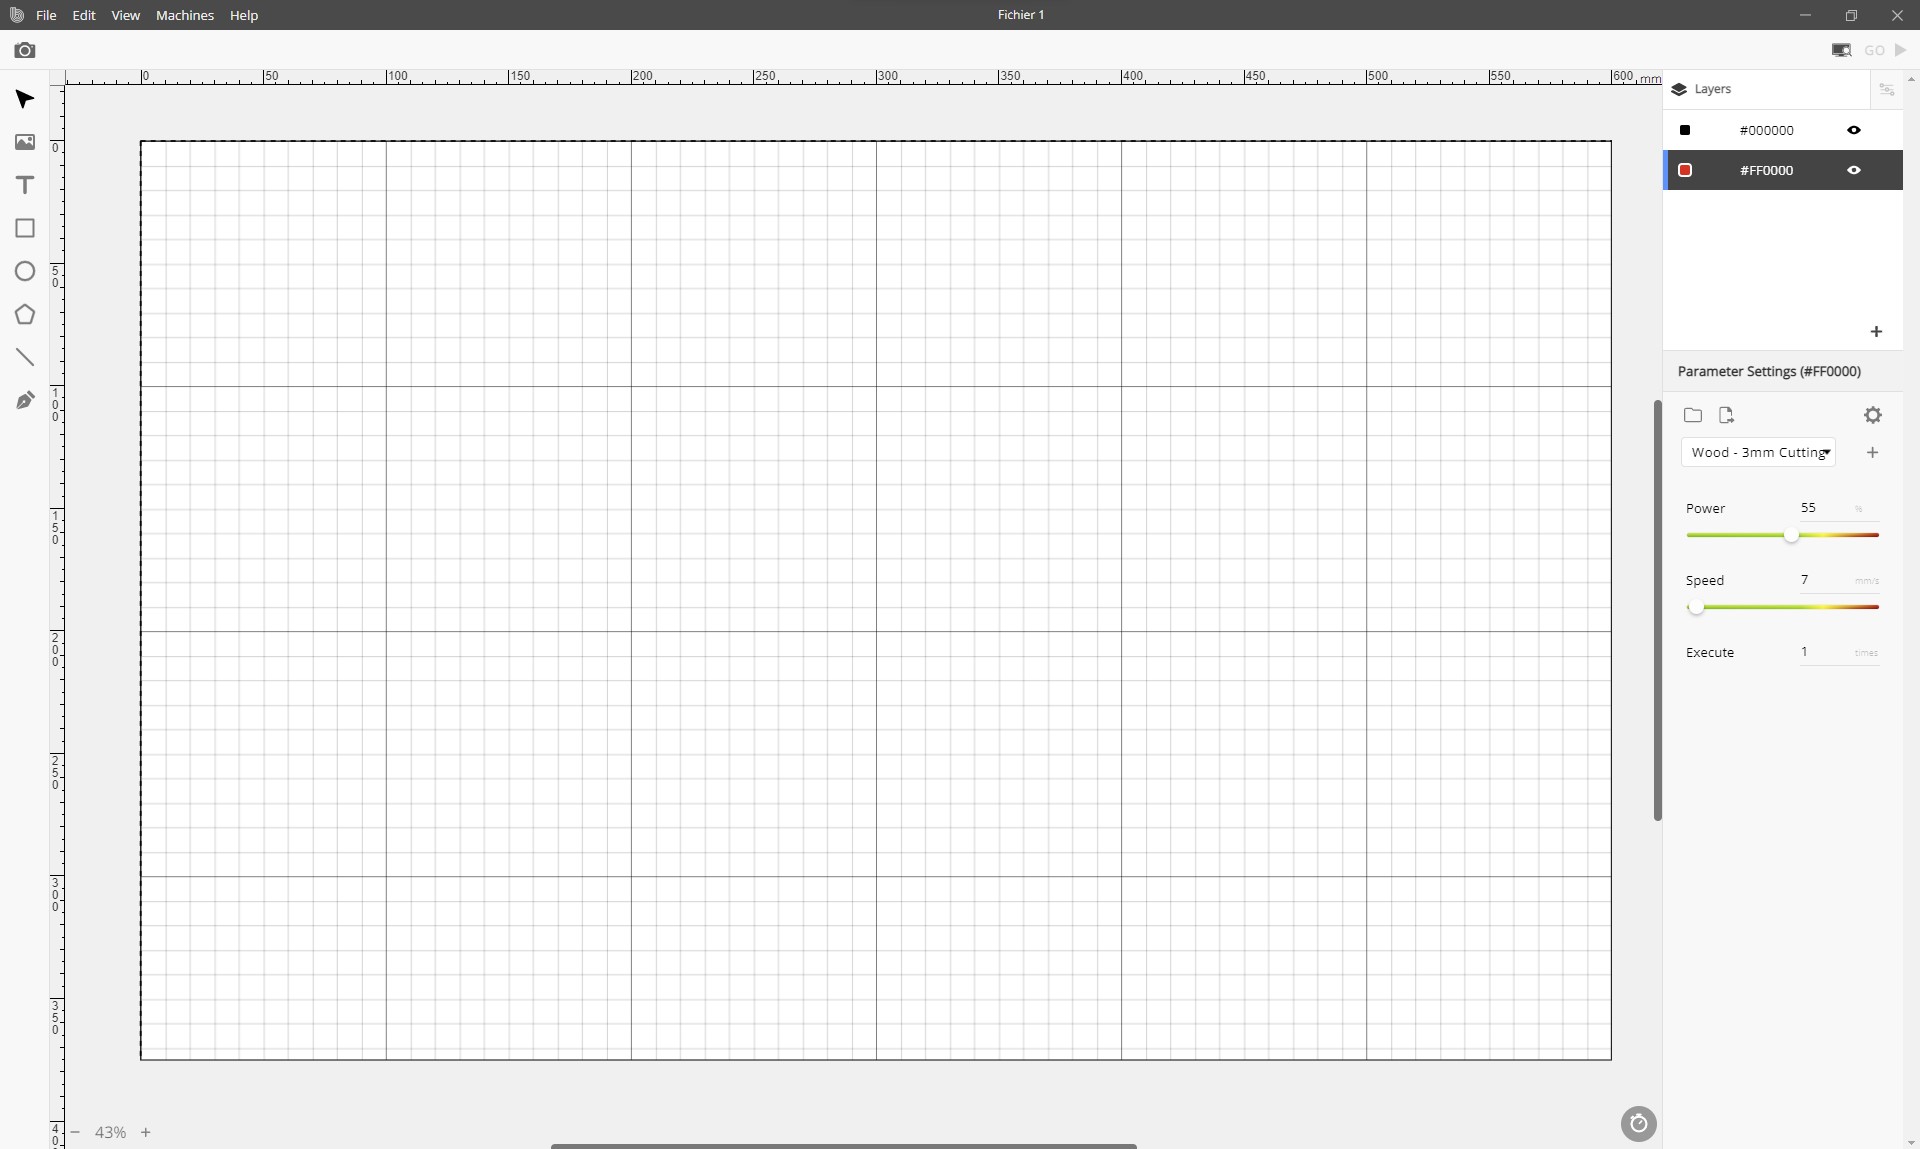 File Edit View Machines Help
Fichier 1
GO
0 50 100 150 200 250 300 350 400 450 500 550 600 mm
0
50
100
150
200
250
300
350
40
Layers
#000000
#FF0000
+
Parameter Settings (#FF0000)
Wood - 3mm Cutting +
Power 55 %
Speed 7 mm/s
Execute 1 times
− 43% +